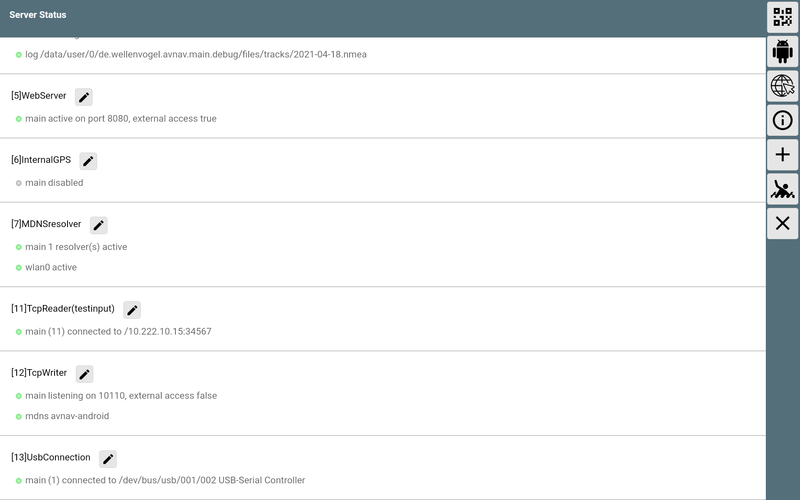 Server Status
log /data/user/0/de.wellenvogel.avnav.main.debug/files/tracks/2021-04-18.nmea
[5]WebServer
main active on port 8080, external access true
[6]InternalGPS
main disabled
[7]MDNSresolver
main 1 resolver(s) active
wlan0 active
[11]TcpReader(testinput)
main (11) connected to /10.222.10.15:34567
[12]TcpWriter
main listening on 10110, external access false
mdns avnav-android
[13]UsbConnection
main (1) connected to /dev/bus/usb/001/002 USB-Serial Controller